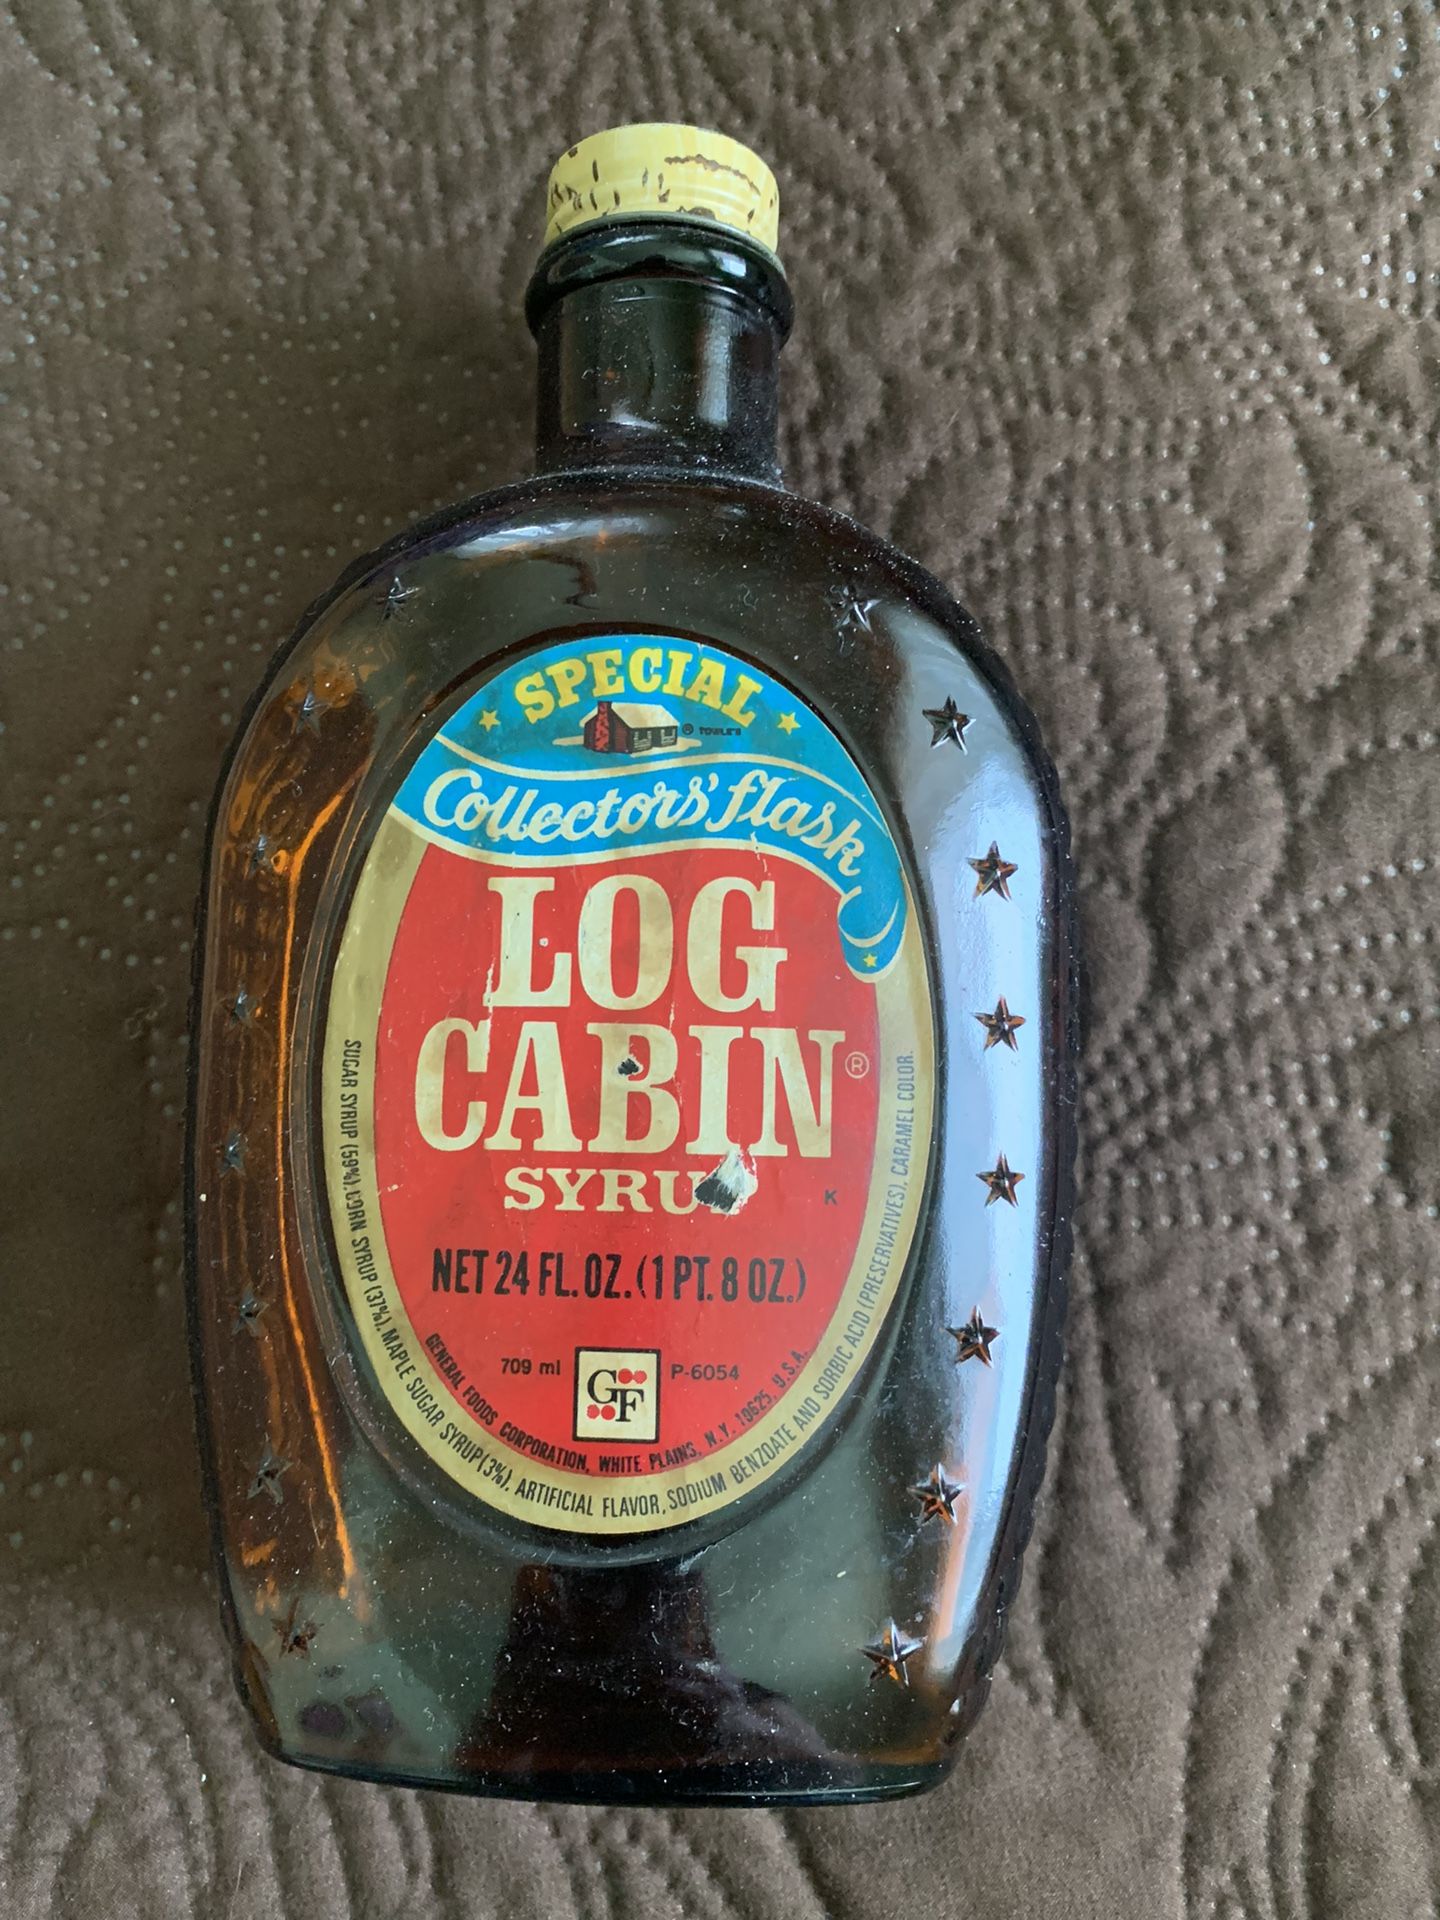 SPECIAL
® TOWLE'S
Collectors' flask
LOG
CABIN®
SYRUP
K
NET 24 FL. OZ. (1 PT. 8 OZ.)
709 ml GF P-6054
GENERAL FOODS CORPORATION, WHITE PLAINS, N.Y. 10625, U.S.A.
SUGAR SYRUP (59%), CORN SYRUP (37%), MAPLE SUGAR SYRUP (3%), ARTIFICIAL FLAVOR, SODIUM BENZOATE AND SORBIC ACID (PRESERVATIVES), CARAMEL COLOR.